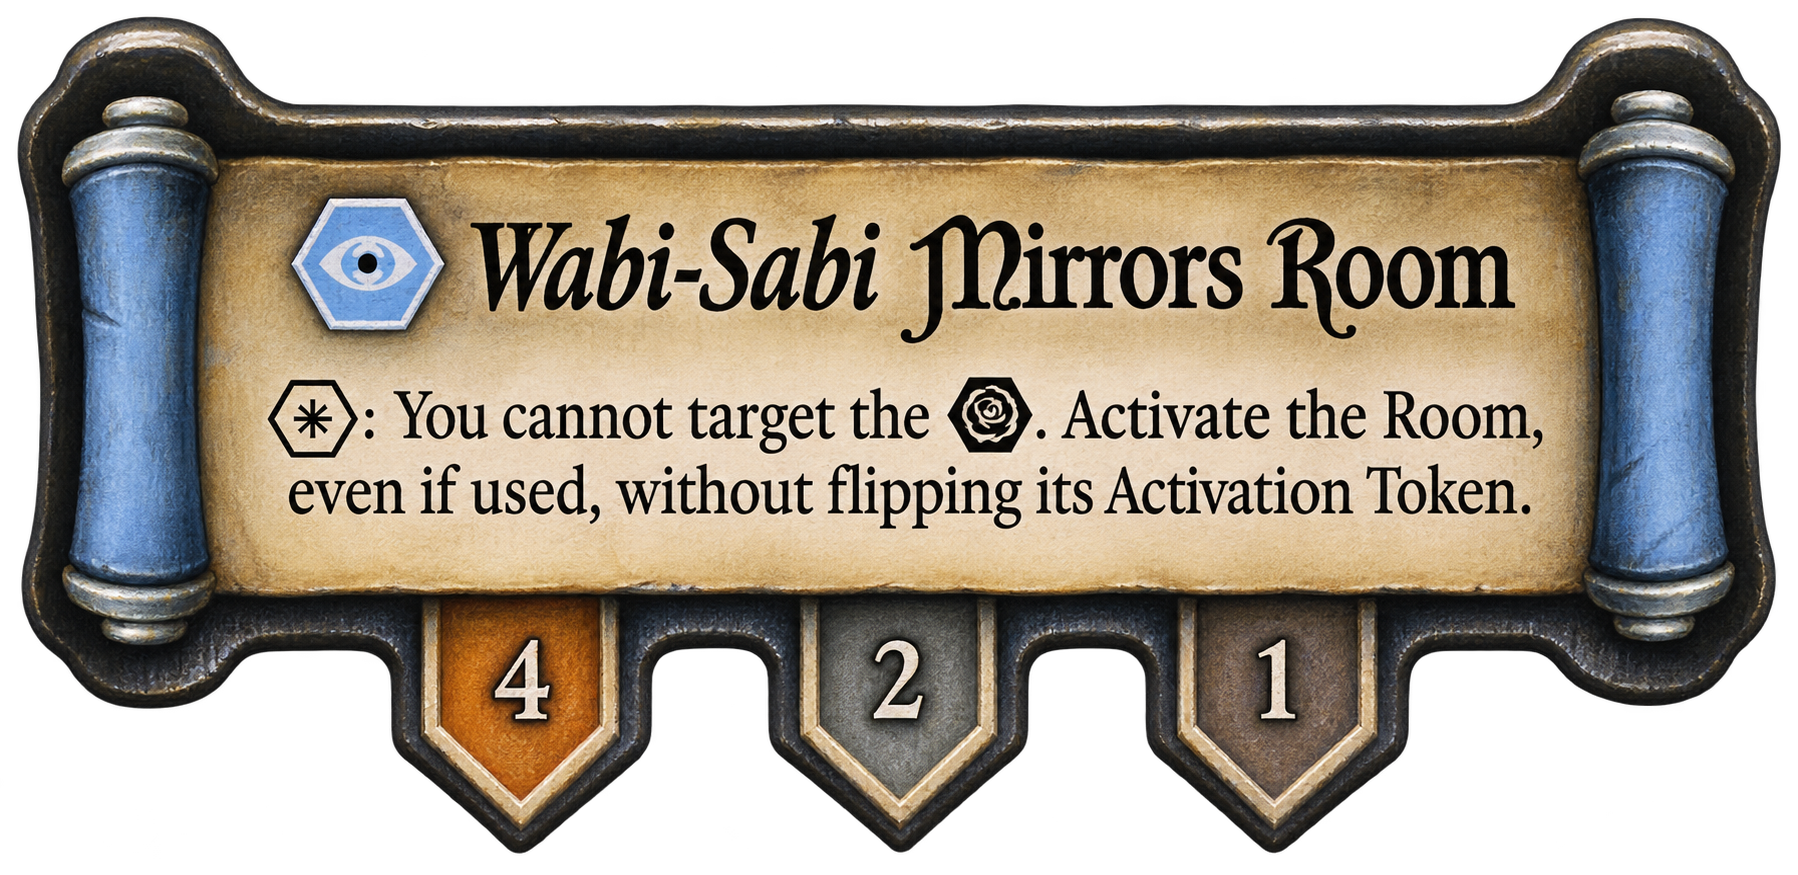 Wabi-Sabi Mirrors Room
: You cannot target the . Activate the Room,
even if used, without flipping its Activation Token.
4 2 1